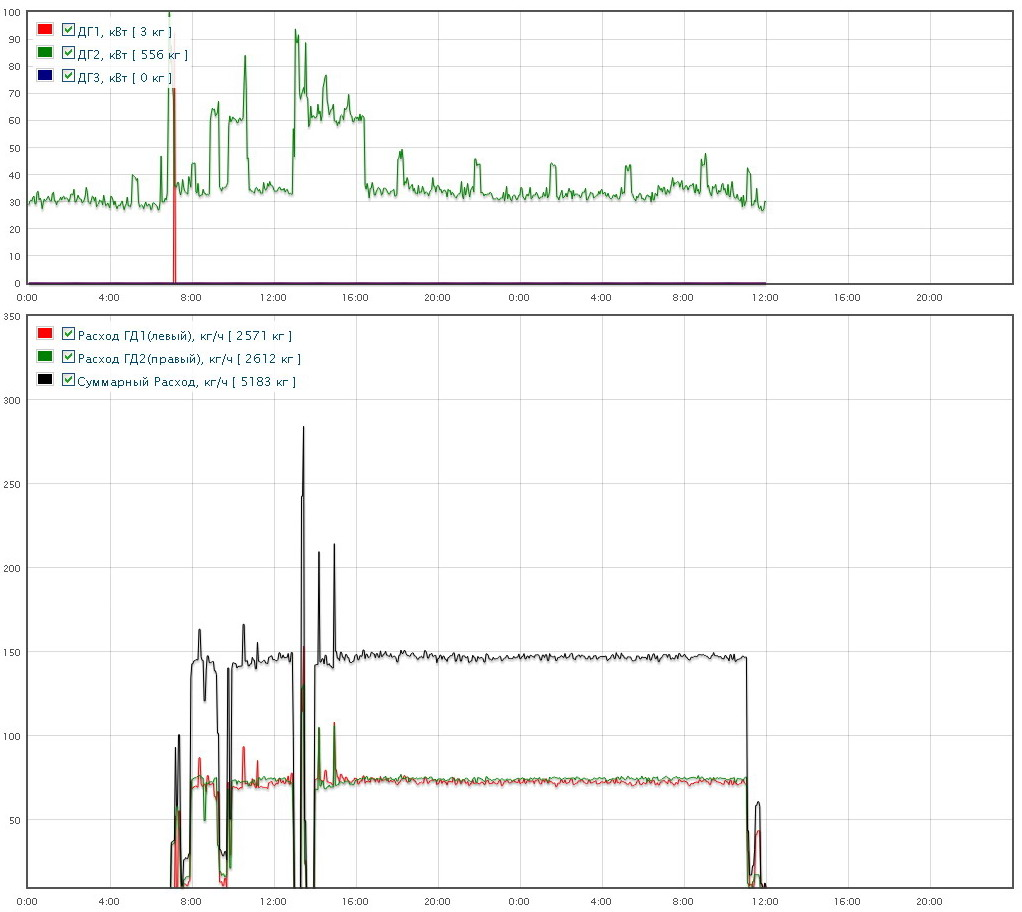 100
90
80
70
60
50
40
30
20
10
0
ДГ1, кВт [ 3 кг ]
ДГ2, кВт [ 556 кг ]
ДГ3, кВт [ 0 кг ]
0:00 4:00 8:00 12:00 16:00 20:00 0:00 4:00 8:00 12:00 16:00 20:00
350
300
250
200
150
100
50
Расход ГД1(левый), кг/ч [ 2571 кг ]
Расход ГД2(правый), кг/ч [ 2612 кг ]
Суммарный Расход, кг/ч [ 5183 кг ]
0:00 4:00 8:00 12:00 16:00 20:00 0:00 4:00 8:00 12:00 16:00 20:00